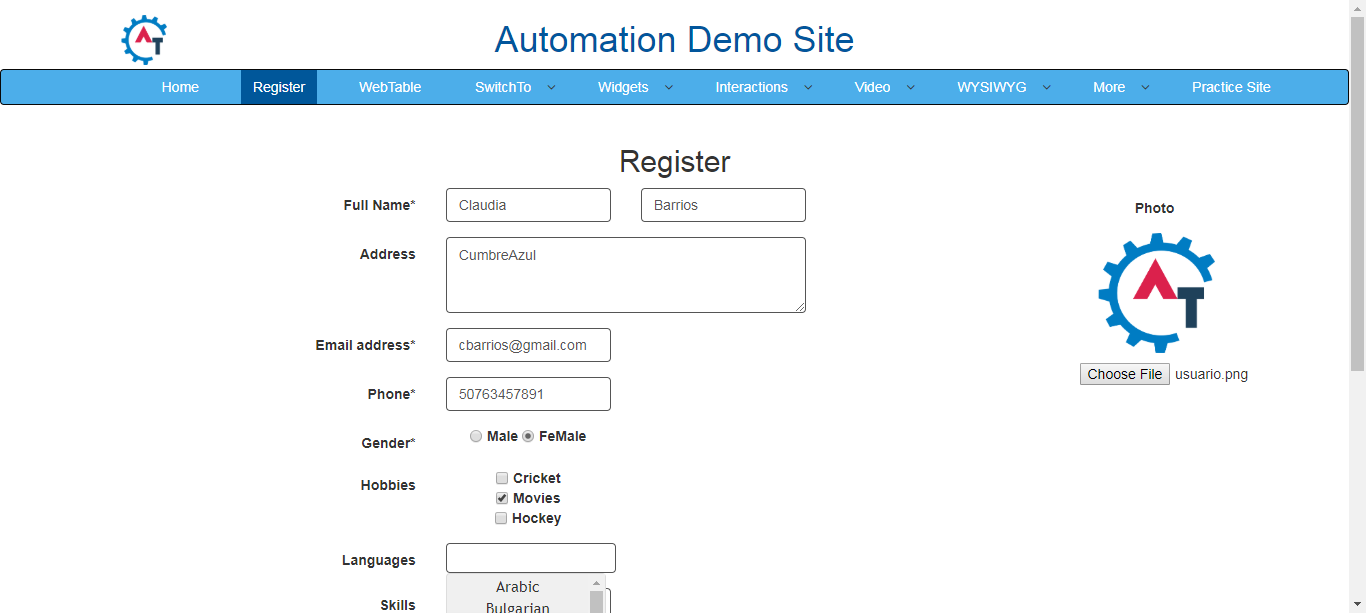 AT
Automation Demo Site
Home Register WebTable SwitchTo Widgets Interactions Video WYSIWYG More Practice Site
Register
Full Name* Claudia Barrios
Photo
Address CumbreAzul
AT
Email address* cbarrios@gmail.com
Choose File usuario.png
Phone* 50763457891
Gender* Male FeMale
Hobbies Cricket
Movies
Hockey
Languages
Arabic
Skills Bulgarian